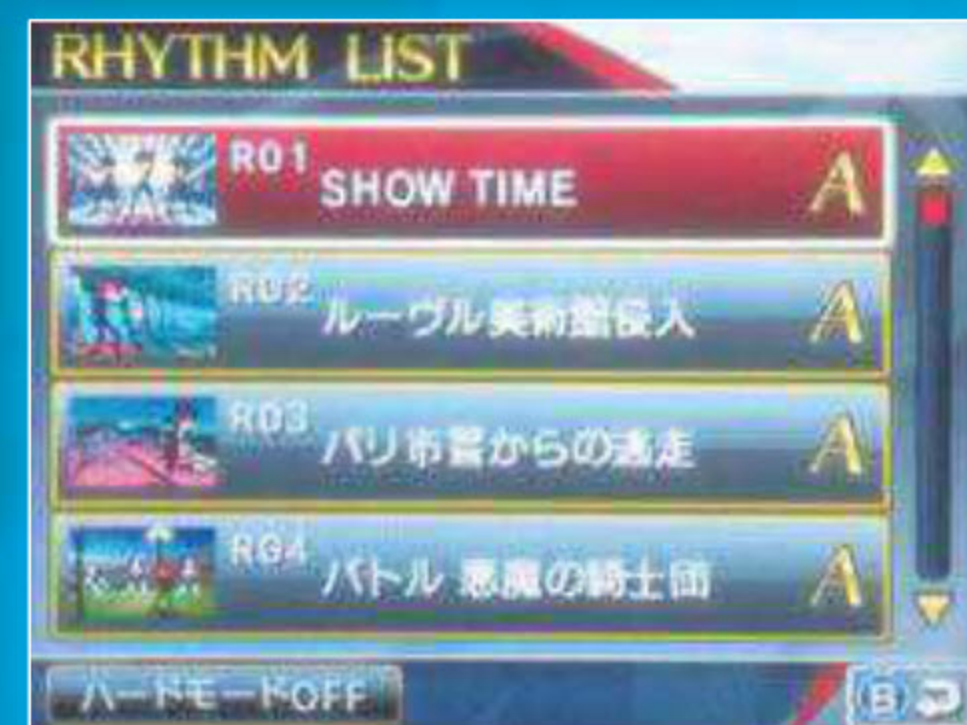 RHYTHM LIST
R01 SHOW TIME A
R02 ルーヴル美術館侵入 A
R03 パリ市警からの逃走 A
R04 バトル 悪魔の騎士団 A
ハードモードOFF
B